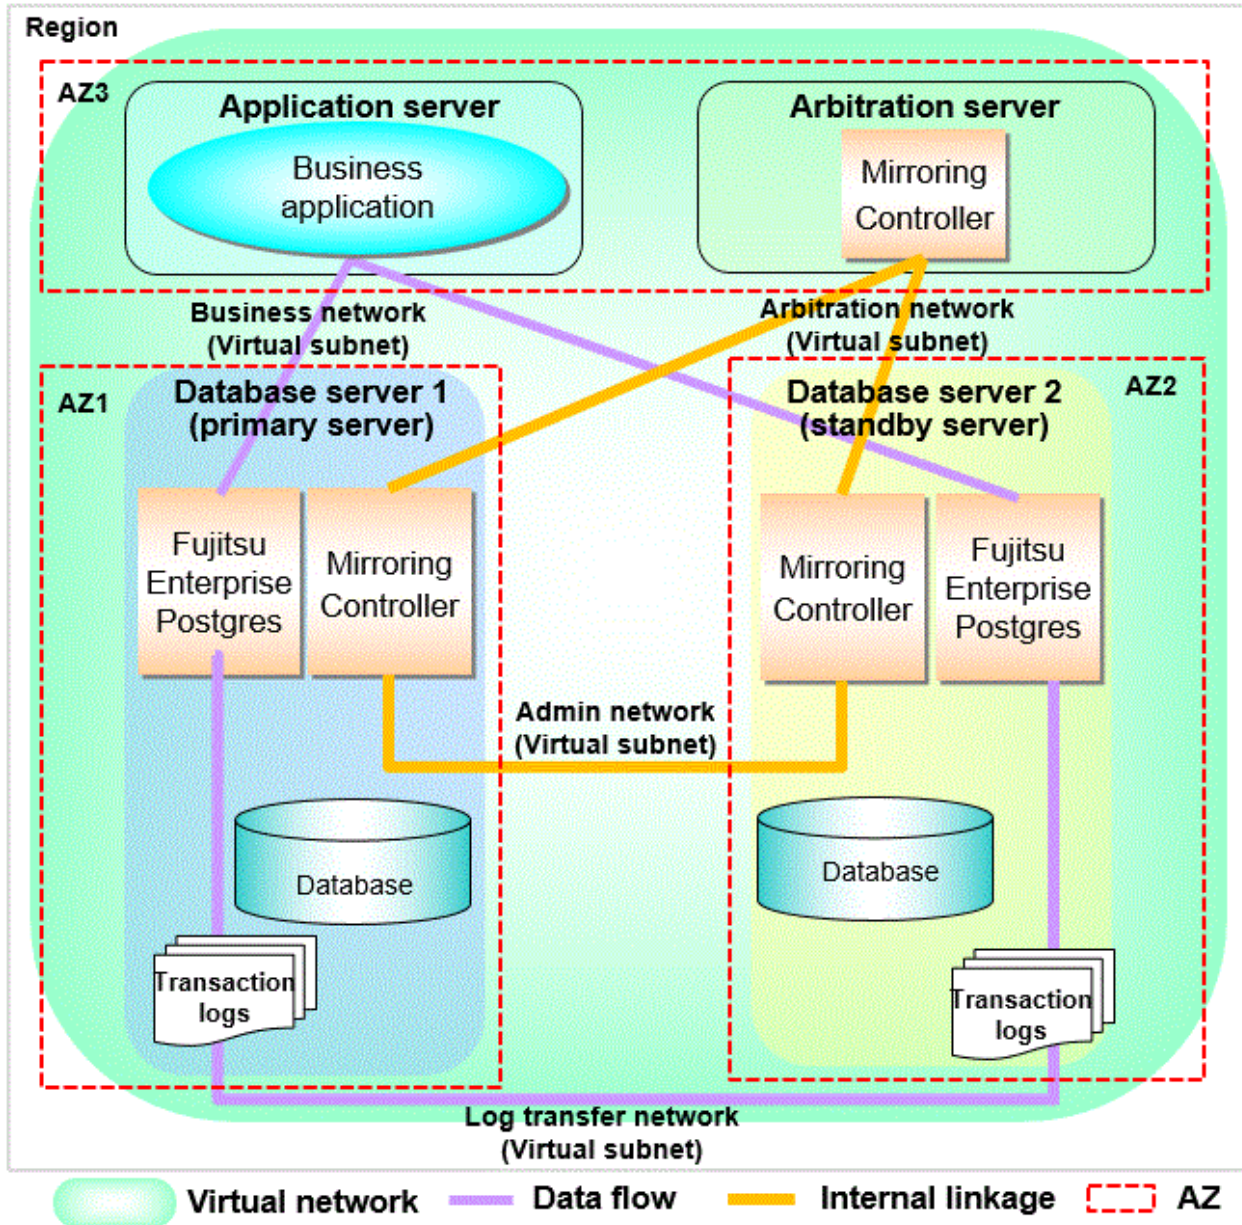 Region
AZ3
Application server
Business
application
Arbitration server
Mirroring
Controller
Business network
(Virtual subnet)
Arbitration network
(Virtual subnet)
AZ1
Database server 1
(primary server)
Fujitsu
Enterprise
Postgres
Mirroring
Controller
Database server 2
(standby server)
AZ2
Mirroring
Controller
Fujitsu
Enterprise
Postgres
Admin network
(Virtual subnet)
Database
Database
Transaction
logs
Transaction
logs
Log transfer network
(Virtual subnet)
Virtual network
Data flow
Internal linkage
AZ